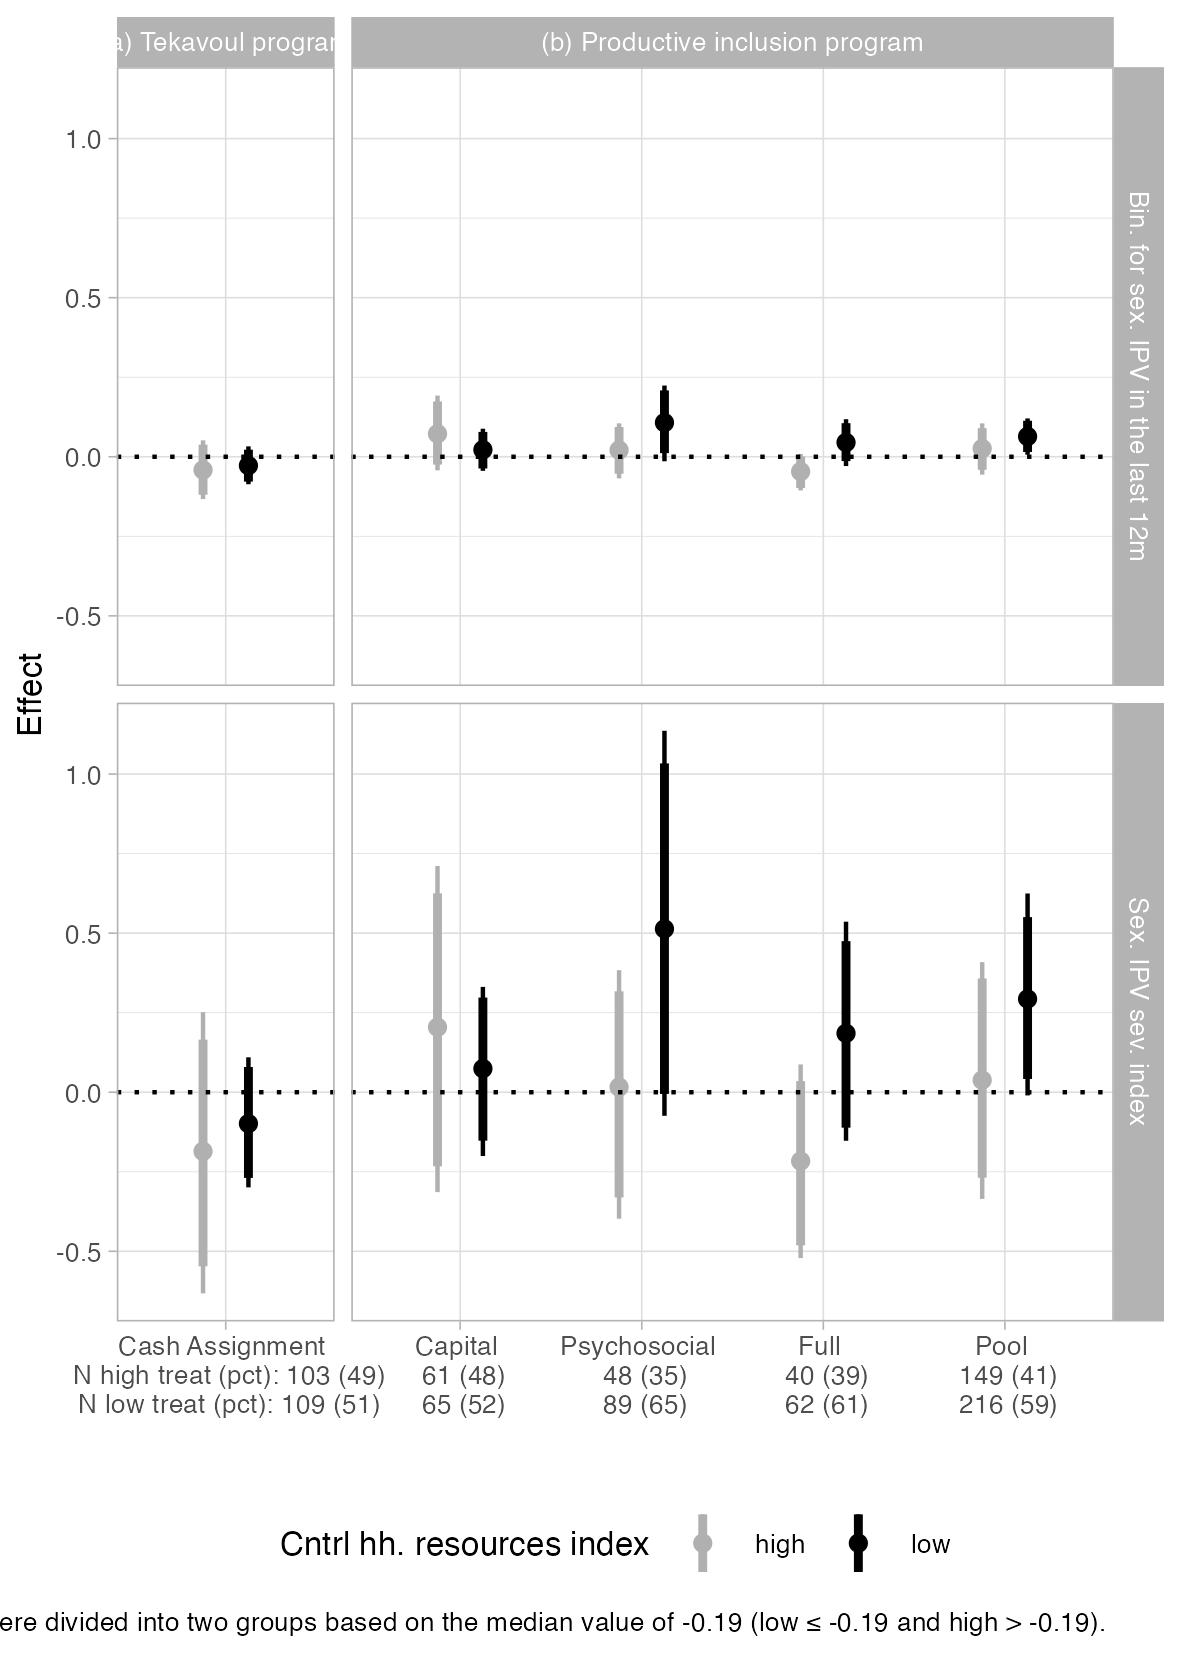 a) Tekavoul progra
(b) Productive inclusion program
1.0
0.5
0.0
-0.5
Bin. for sex. IPV in the last 12m
Effect
1.0
0.5
0.0
-0.5
Sex. IPV sev. index
Cash Assignment Capital Psychosocial Full Pool
N high treat (pct): 103 (49) 61 (48) 48 (35) 40 (39) 149 (41)
N low treat (pct): 109 (51) 65 (52) 89 (65) 62 (61) 216 (59)
Cntrl hh. resources index high low
ere divided into two groups based on the median value of -0.19 (low ≤ -0.19 and high > -0.19).